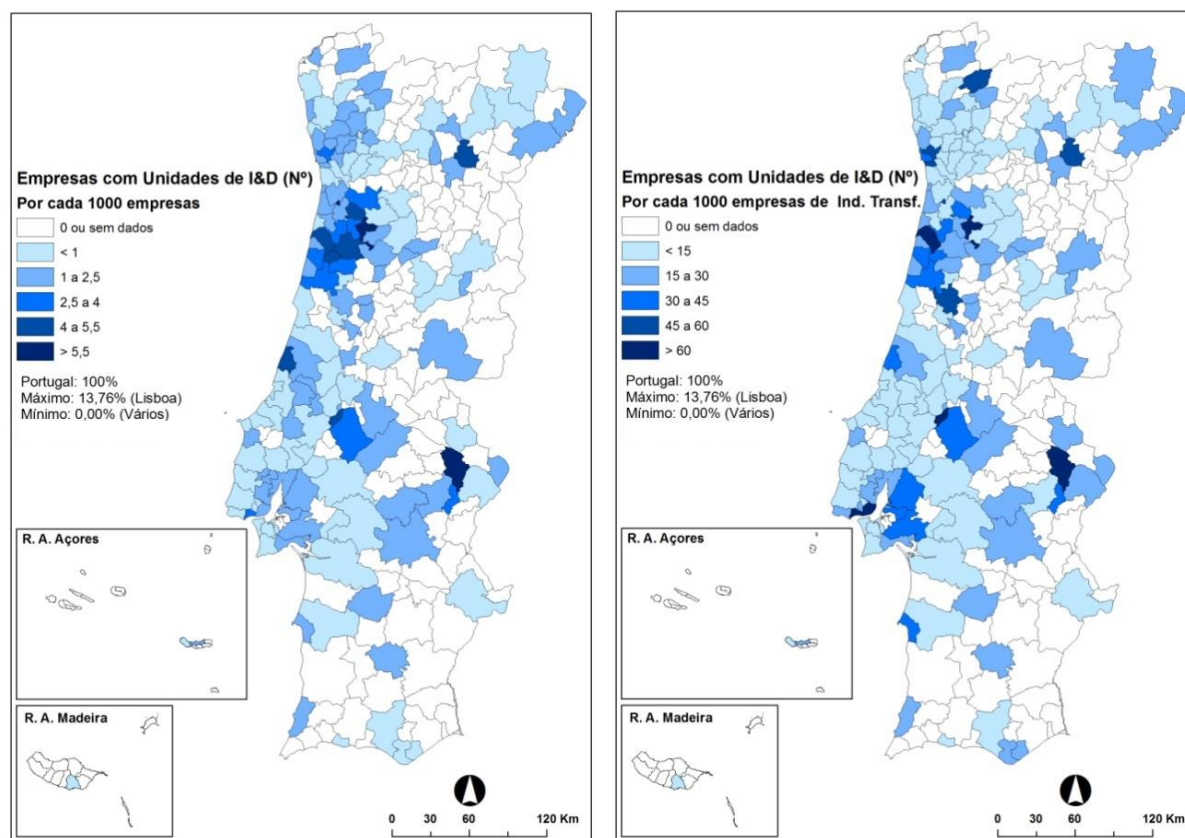 Empresas com Unidades de I&D (Nº)
Por cada 1000 empresas
0 ou sem dados
< 1
1 a 2,5
2,5 a 4
4 a 5,5
> 5,5
Portugal: 100%
Máximo: 13,76% (Lisboa)
Mínimo: 0,00% (Vários)
R. A. Açores
R. A. Madeira
0 30 60 120 Km
Empresas com Unidades de I&D (Nº)
Por cada 1000 empresas de Ind. Transf.
0 ou sem dados
< 15
15 a 30
30 a 45
45 a 60
> 60
Portugal: 100%
Máximo: 13,76% (Lisboa)
Mínimo: 0,00% (Vários)
R. A. Açores
R. A. Madeira
0 30 60 120 Km